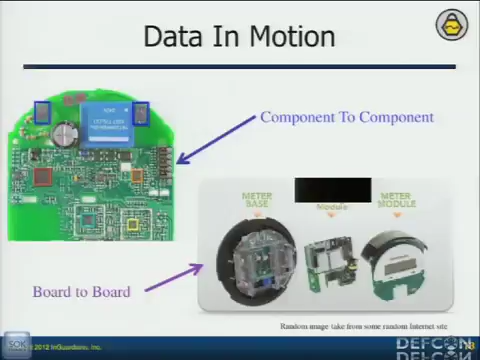 Data In Motion
Component To Component
METER BASE
Module
METER MODULE
Board to Board
Random image take from some random Internet site
2012 InGuardians, Inc.
DEFCON